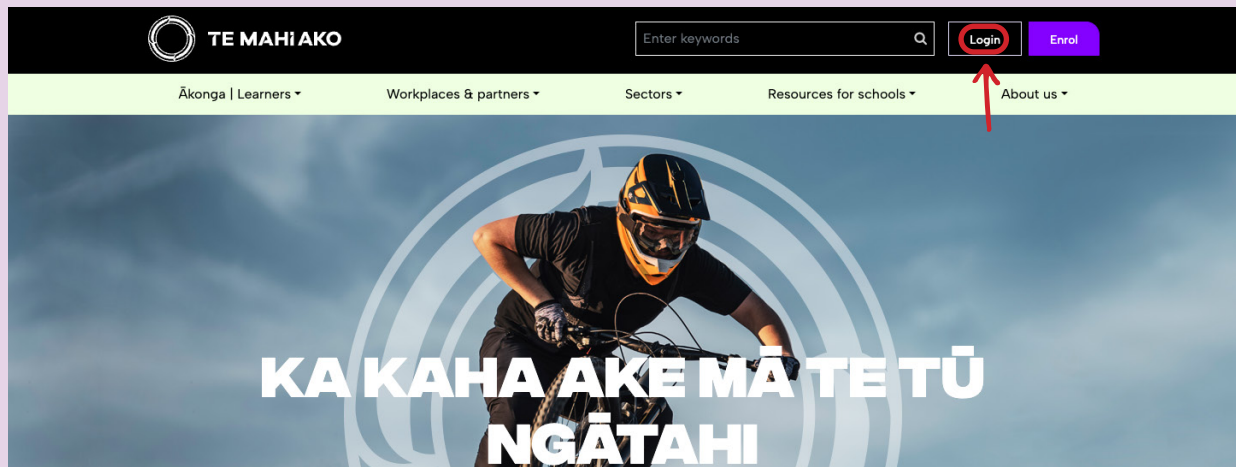 TE MAHI AKO
Enter keywords
Login
Enrol
Ākonga | Learners
Workplaces & partners
Sectors
Resources for schools
About us
KA KAHA AKE MĀ TE TŪ
NGĀTAHI